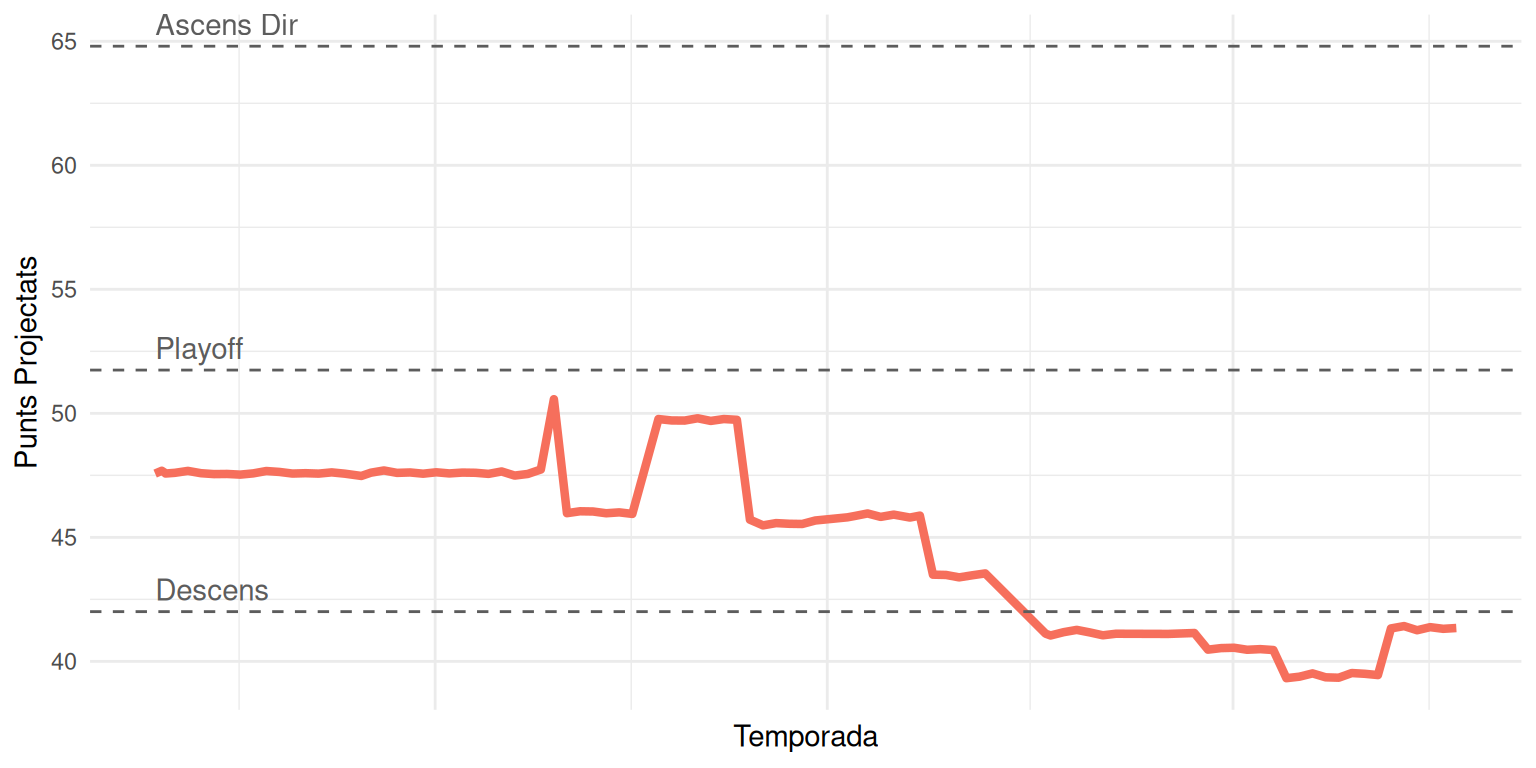 Ascens Dir
65
60
55
Playoff
50
45
Descens
40
Punts Projectats
Temporada